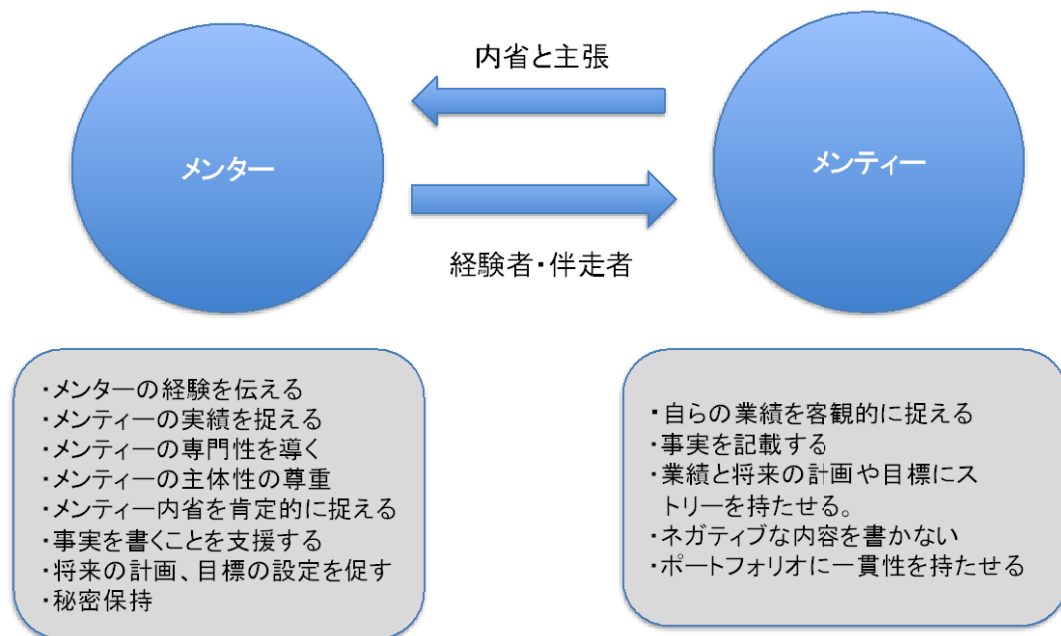 内省と主張
メンター
メンティー
経験者・伴走者
・メンターの経験を伝える
・メンティーの実績を捉える
・メンティーの専門性を導く
・メンティーの主体性の尊重
・メンティー内省を肯定的に捉える
・事実を書くことを支援する
・将来の計画、目標の設定を促す
・秘密保持
・自らの業績を客観的に捉える
・事実を記載する
・業績と将来の計画や目標にス
トリーを持たせる。
・ネガティブな内容を書かない
・ポートフォリオに一貫性を持たせる